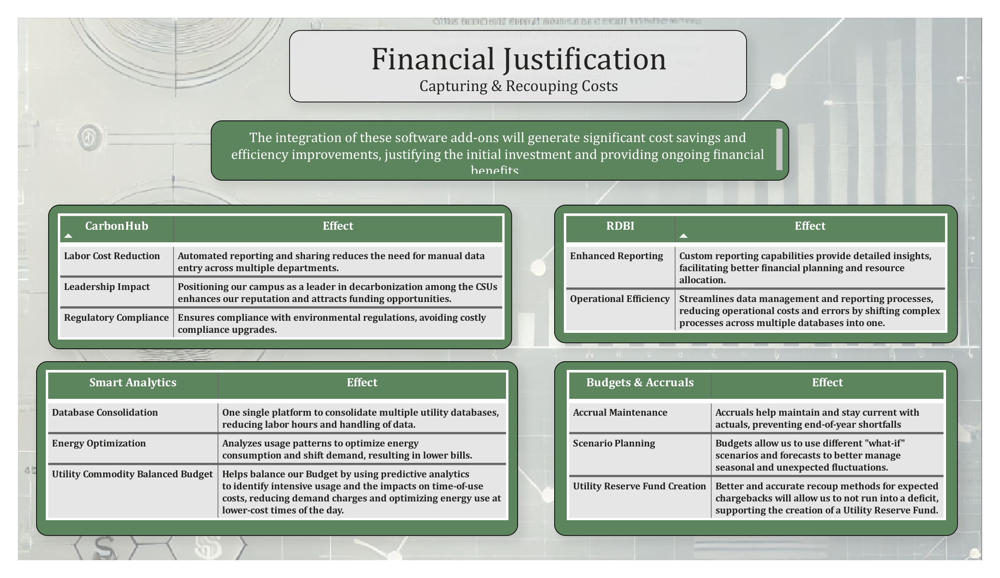 Financial Justification
Capturing & Recouping Costs
The integration of these software add-ons will generate significant cost savings and
efficiency improvements, justifying the initial investment and providing ongoing financial
benefits.
CarbonHub Effect
Labor Cost Reduction Automated reporting and sharing reduces the need for manual data
entry across multiple departments.
Leadership Impact Positioning our campus as a leader in decarbonization among the CSUs
enhances our reputation and attracts funding opportunities.
Regulatory Compliance Ensures compliance with environmental regulations, avoiding costly
compliance upgrades.
RDBI Effect
Enhanced Reporting Custom reporting capabilities provide detailed insights,
facilitating better financial planning and resource
allocation.
Operational Efficiency Streamlines data management and reporting processes,
reducing operational costs and errors by shifting complex
processes across multiple databases into one.
Smart Analytics Effect
Database Consolidation One single platform to consolidate multiple utility databases,
reducing labor hours and handling of data.
Energy Optimization Analyzes usage patterns to optimize energy
consumption and shift demand, resulting in lower bills.
Utility Commodity Balanced Budget Helps balance our Budget by using predictive analytics
to identify intensive usage and the impacts on time-of-use
costs, reducing demand charges and optimizing energy use at
lower-cost times of the day.
Budgets & Accruals Effect
Accrual Maintenance Accruals help maintain and stay current with
actuals, preventing end-of-year shortfalls
Scenario Planning Budgets allow us to use different "what-if"
scenarios and forecasts to better manage
seasonal and unexpected fluctuations.
Utility Reserve Fund Creation Better and accurate recoup methods for expected
chargebacks will allow us to not run into a deficit,
supporting the creation of a Utility Reserve Fund.